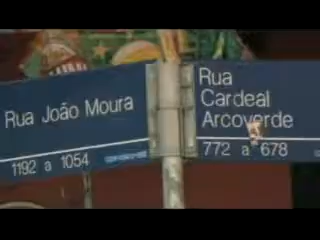 Rua João Moura
1192 a 1054
Rua
Cardeal
Arcoverde
772 a 678